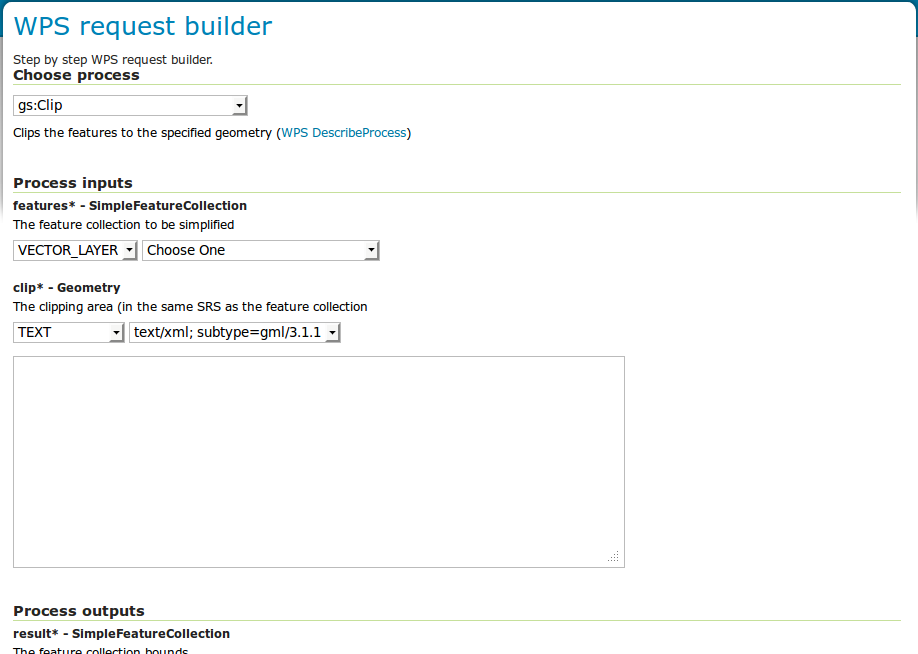 WPS request builder
Step by step WPS request builder.
Choose process
gs:Clip
Clips the features to the specified geometry (WPS DescribeProcess)
Process inputs
features* - SimpleFeatureCollection
The feature collection to be simplified
VECTOR_LAYER Choose One
clip* - Geometry
The clipping area (in the same SRS as the feature collection
TEXT text/xml; subtype=gml/3.1.1
Process outputs
result* - SimpleFeatureCollection
The feature collection bounds